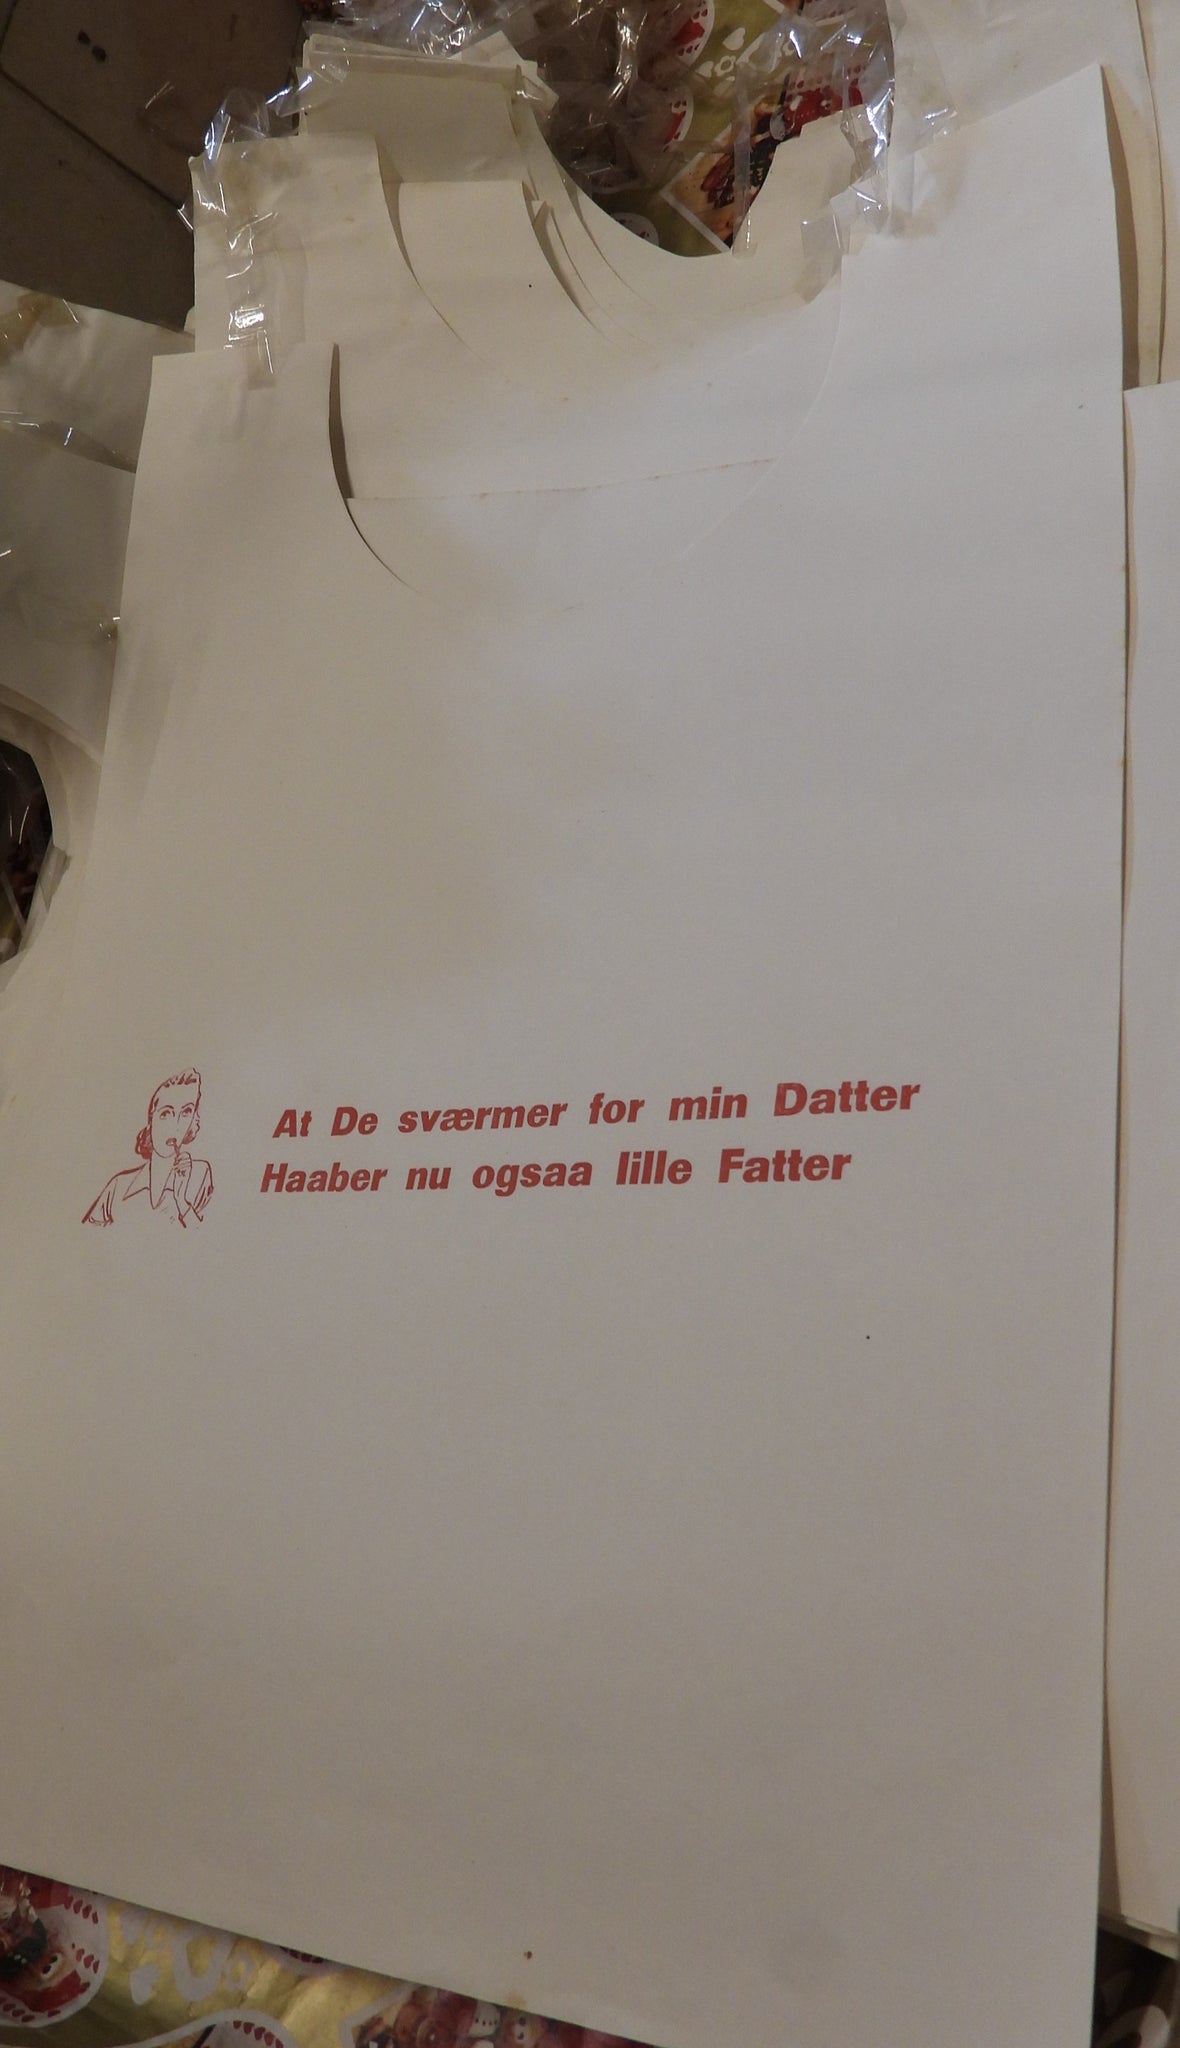 At De sværmer for min Datter
Haaber nu ogsaa lille Fatter